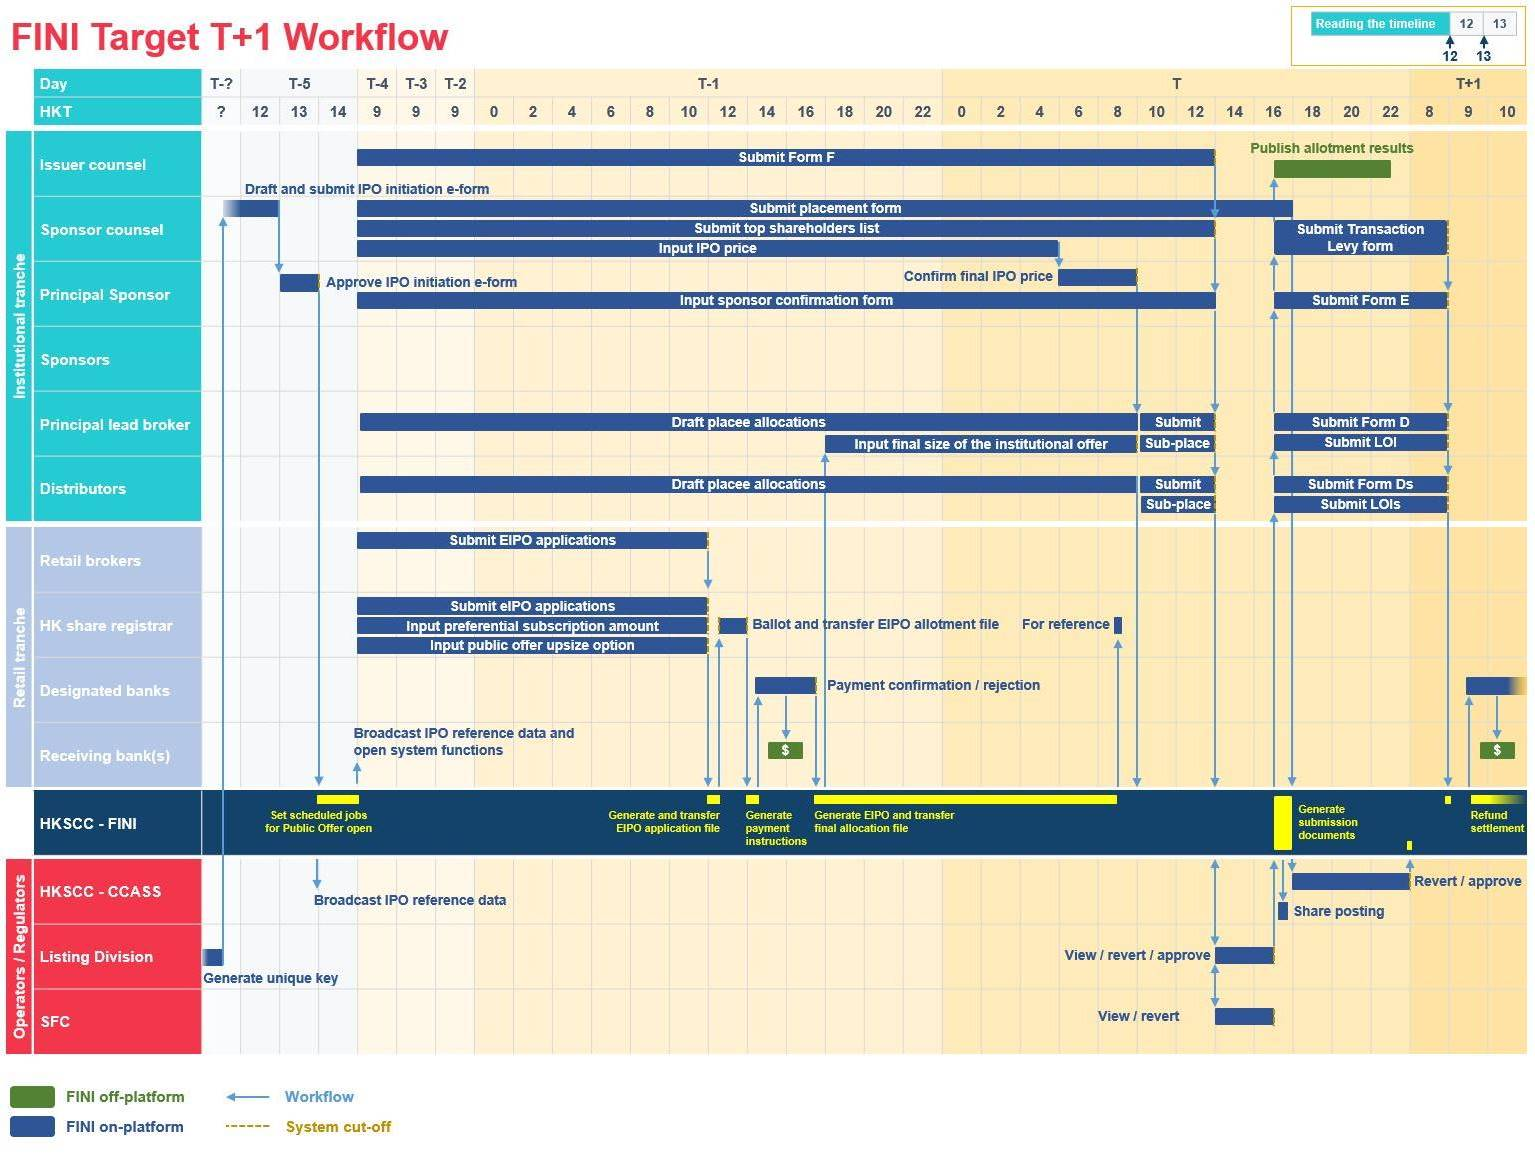 FINI Target T+1 Workflow
Reading the timeline 12 13
12 13
Day T-? T-5 T-4 T-3 T-2 T-1 T T+1
HKT ? 12 13 14 9 9 9 0 2 4 6 8 10 12 14 16 18 20 22 0 2 4 6 8 10 12 14 16 18 20 22 8 9 10
Institutional tranche
Issuer counsel
Submit Form F
Publish allotment results
Draft and submit IPO initiation e-form
Sponsor counsel
Submit placement form
Submit top shareholders list
Input IPO price
Submit Transaction
Levy form
Principal Sponsor
Approve IPO initiation e-form
Confirm final IPO price
Input sponsor confirmation form
Submit Form E
Sponsors
Principal lead broker
Draft placee allocations
Submit
Submit Form D
Input final size of the institutional offer
Sub-place
Submit LOI
Distributors
Draft placee allocations
Submit
Submit Form Ds
Sub-place
Submit LOIs
Retail tranche
Retail brokers
Submit EIPO applications
HK share registrar
Submit eIPO applications
Input preferential subscription amount
Input public offer upsize option
Ballot and transfer EIPO allotment file
For reference
Designated banks
Payment confirmation / rejection
Receiving bank(s)
Broadcast IPO reference data and
open system functions
$
$
HKSCC - FINI
Set scheduled jobs
for Public Offer open
Generate and transfer
EIPO application file
Generate
payment
instructions
Generate EIPO and transfer
final allocation file
Generate
submission
documents
Refund
settlement
Operators / Regulators
HKSCC - CCASS
Broadcast IPO reference data
Revert / approve
Share posting
Listing Division
Generate unique key
View / revert / approve
SFC
View / revert
FINI off-platform
Workflow
FINI on-platform
System cut-off